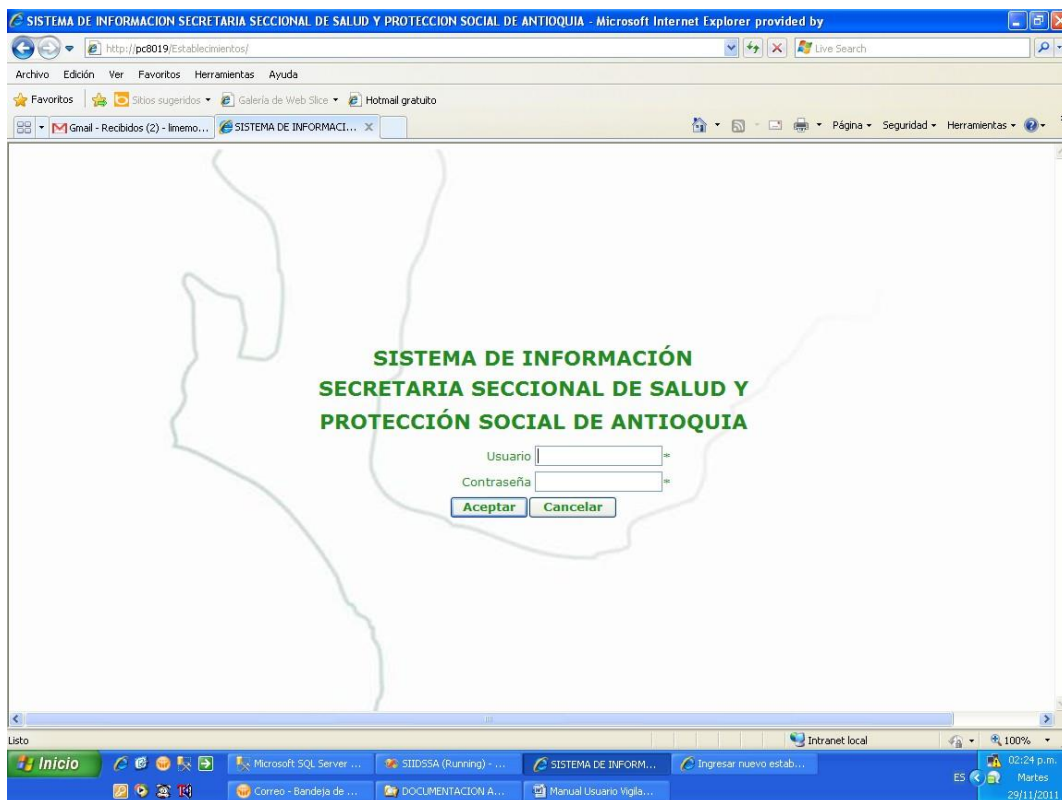 SISTEMA DE INFORMACION SECRETARIA SECCIONAL DE SALUD Y PROTECCION SOCIAL DE ANTIOQUIA - Microsoft Internet Explorer provided by
http://pc8019/Establecimientos/
Live Search
Archivo Edición Ver Favoritos Herramientas Ayuda
Favoritos Sitios sugeridos Galería de Web Slice Hotmail gratuito
Gmail - Recibidos (2) - limemo... SISTEMA DE INFORMACI... X Página Seguridad Herramientas
SISTEMA DE INFORMACIÓN
SECRETARIA SECCIONAL DE SALUD Y
PROTECCIÓN SOCIAL DE ANTIOQUIA
Usuario *
Contraseña *
Aceptar Cancelar
Listo Intranet local 100%
Inicio Microsoft SQL Server ... SIIDSSA (Running) - ... SISTEMA DE INFORM... Ingresar nuevo estab... 02:24 p.m.
ES Martes
Correo - Bandeja de ... DOCUMENTACION A... Manual Usuario Vigila... 29/11/2011